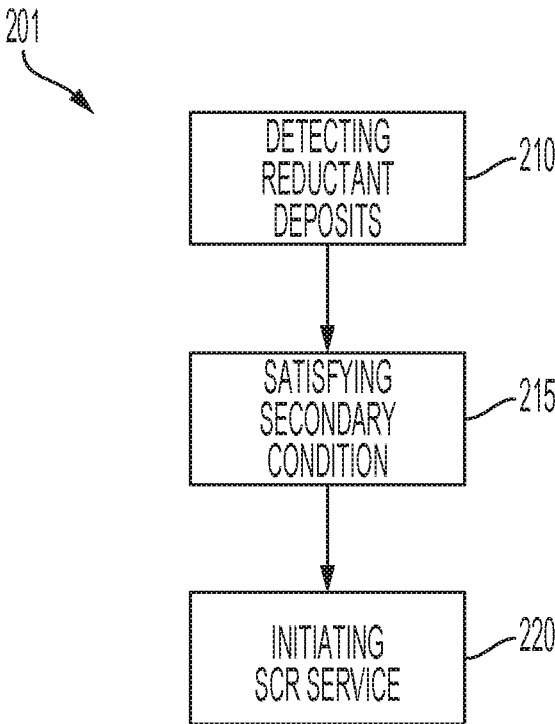 201
DETECTING
REDUCTANT
DEPOSITS
210
SATISFYING
SECONDARY
CONDITION
215
INITIATING
SCR SERVICE
220